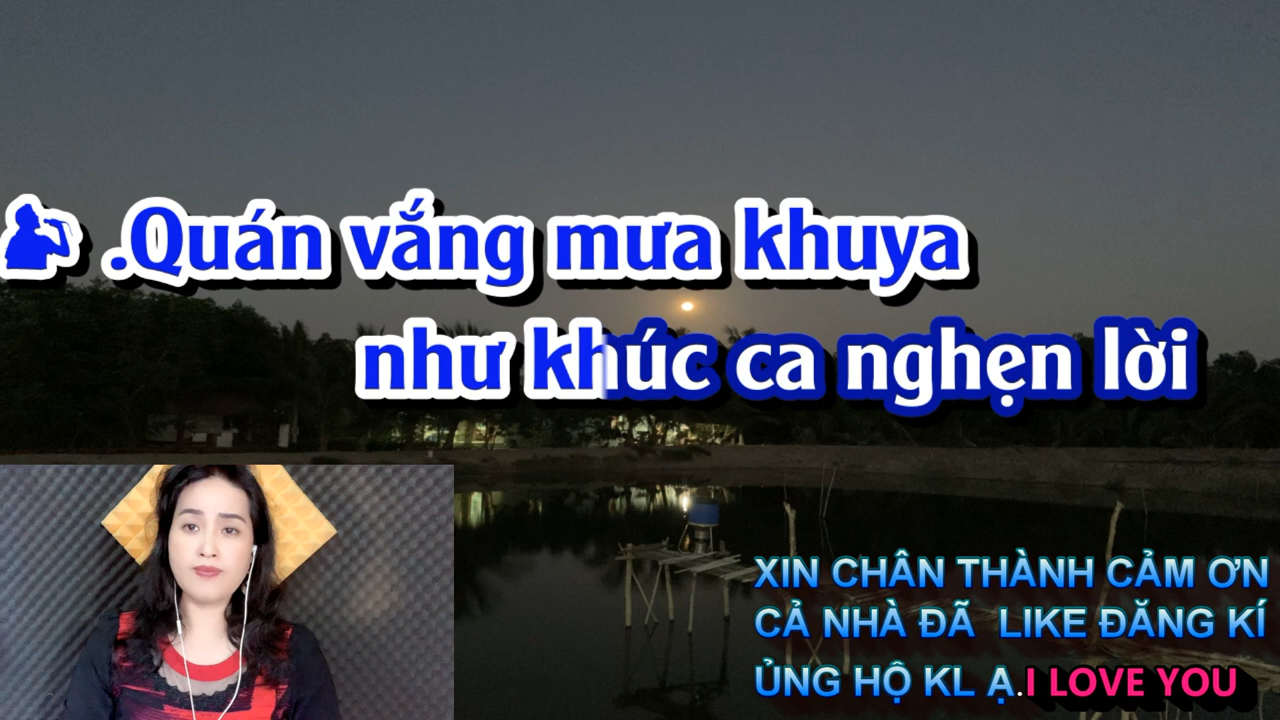 .Quán vắng mưa khuya
như khúc ca nghẹn lời
XIN CHÂN THÀNH CẢM ƠN
CẢ NHÀ ĐÃ LIKE ĐĂNG KÍ
ỦNG HỘ KL Ạ.I LOVE YOU